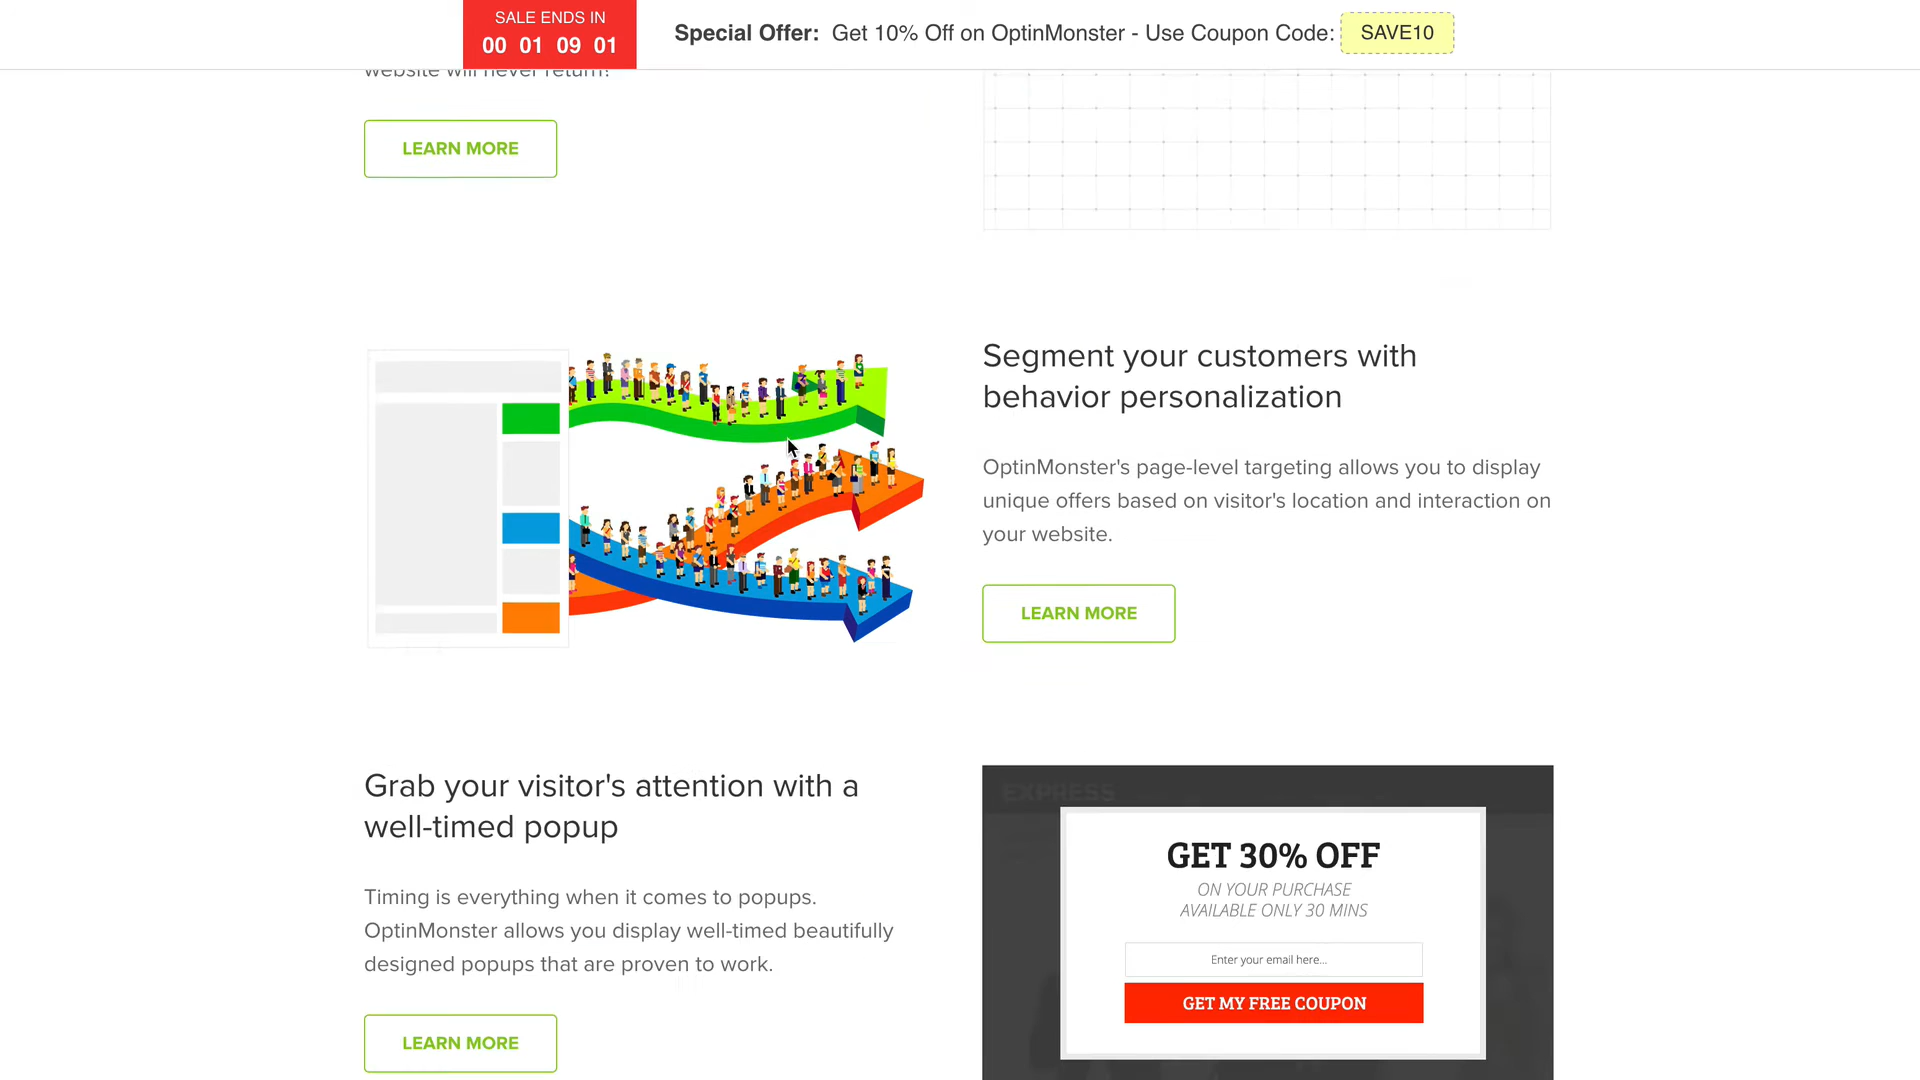 SALE ENDS IN
00 01 09 01
Special Offer: Get 10% Off on OptinMonster - Use Coupon Code: SAVE10
website will never return!
LEARN MORE
Segment your customers with
behavior personalization
OptinMonster's page-level targeting allows you to display
unique offers based on visitor's location and interaction on
your website.
LEARN MORE
Grab your visitor's attention with a
well-timed popup
Timing is everything when it comes to popups.
OptinMonster allows you display well-timed beautifully
designed popups that are proven to work.
LEARN MORE
EXPRESS
GET 30% OFF
ON YOUR PURCHASE
AVAILABLE ONLY 30 MINS
Enter your email here...
GET MY FREE COUPON